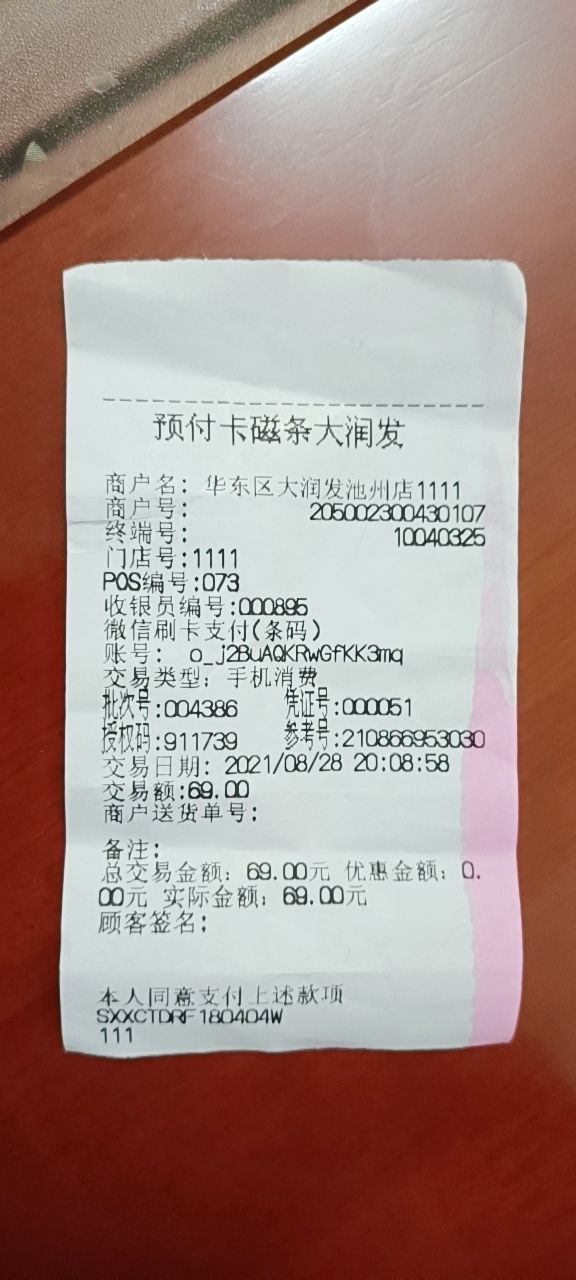 预付卡磁条大润发
商户名: 华东区大润发池州店1111
商户号: 205002300430107
终端号: 10040325
门店号:1111
POS编号:073
收银员编号:000895
微信刷卡支付(条码)
账号: o_j2BuAQKRwGfKK3mq
交易类型: 手机消费
批次号:004386 凭证号:000051
授权码:911739 参考号:210866953030
交易日期: 2021/08/28 20:08:58
交易额:69.00
商户送货单号:
备注:
总交易金额: 69.00元 优惠金额: 0.
00元 实际金额: 69.00元
顾客签名:
本人同意支付上述款项
SXXCTDRF180404W
111